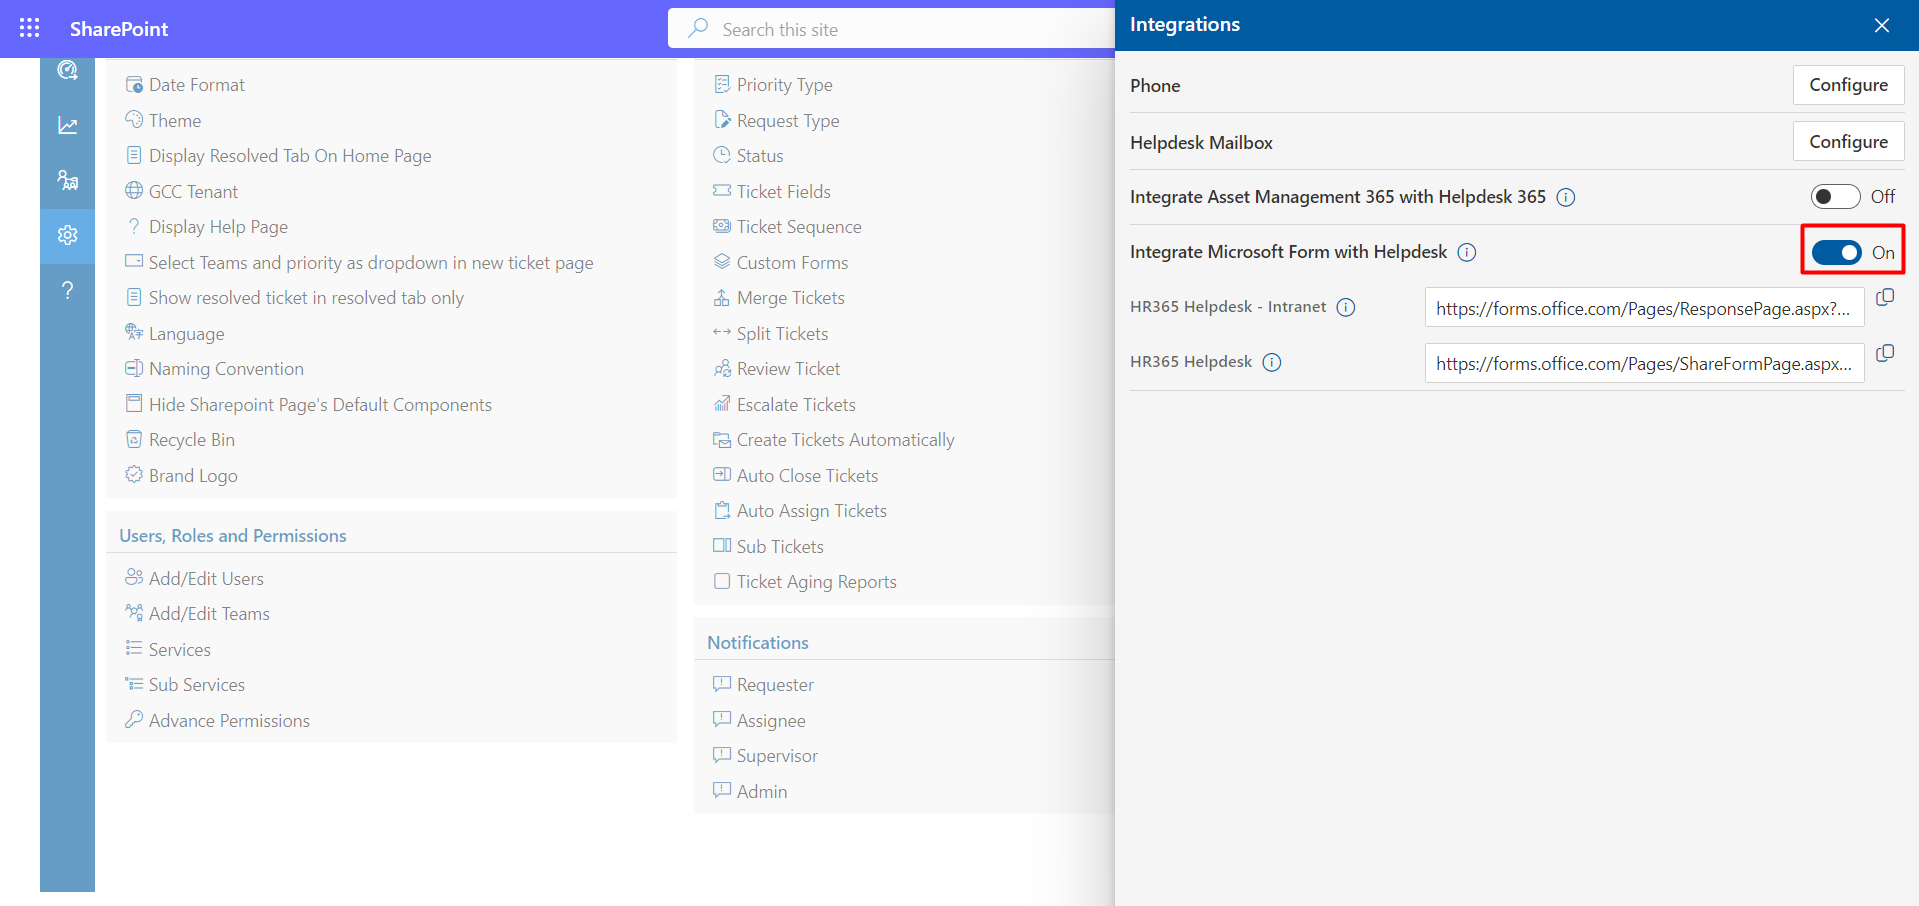 SharePoint
Search this site
Date Format
Theme
Display Resolved Tab On Home Page
GCC Tenant
Display Help Page
Select Teams and priority as dropdown in new ticket page
Show resolved ticket in resolved tab only
Language
Naming Convention
Hide Sharepoint Page's Default Components
Recycle Bin
Brand Logo
Users, Roles and Permissions
Add/Edit Users
Add/Edit Teams
Services
Sub Services
Advance Permissions
Priority Type
Request Type
Status
Ticket Fields
Ticket Sequence
Custom Forms
Merge Tickets
Split Tickets
Review Ticket
Escalate Tickets
Create Tickets Automatically
Auto Close Tickets
Auto Assign Tickets
Sub Tickets
Ticket Aging Reports
Notifications
Requester
Assignee
Supervisor
Admin
Integrations
Phone Configure
Helpdesk Mailbox Configure
Integrate Asset Management 365 with Helpdesk 365 Off
Integrate Microsoft Form with Helpdesk On
HR365 Helpdesk - Intranet https://forms.office.com/Pages/ResponsePage.aspx?...
HR365 Helpdesk https://forms.office.com/Pages/ShareFormPage.aspx...